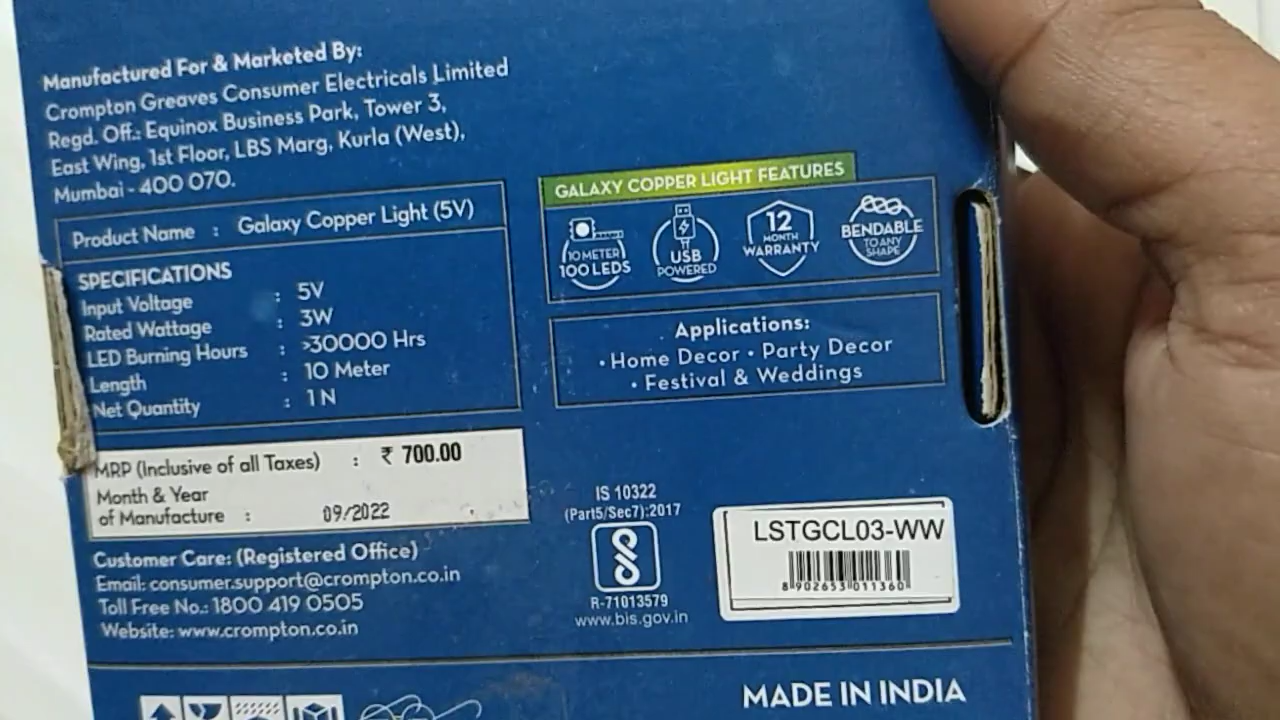 Manufactured For & Marketed By:
Crompton Greaves Consumer Electricals Limited
Regd. Off.: Equinox Business Park, Tower 3,
East Wing, 1st Floor, LBS Marg, Kurla (West),
Mumbai - 400 070.
Product Name : Galaxy Copper Light (5V)
SPECIFICATIONS
Input Voltage : 5V
Rated Wattage : 3W
LED Burning Hours : >30000 Hrs
Length : 10 Meter
Net Quantity : 1 N
MRP (Inclusive of all Taxes) : ₹ 700.00
Month & Year
of Manufacture : 09/2022
Customer Care: (Registered Office)
Email: consumer.support@crompton.co.in
Toll Free No.: 1800 419 0505
Website: www.crompton.co.in
GALAXY COPPER LIGHT FEATURES
10 METER
100 LEDS
USB
POWERED
12
MONTH
WARRANTY
BENDABLE
TO ANY
SHAPE
Applications:
• Home Decor • Party Decor
• Festival & Weddings
IS 10322
(Part5/Sec7):2017
R-71013579
www.bis.gov.in
LSTGCL03-WW
8 902653 011360
MADE IN INDIA